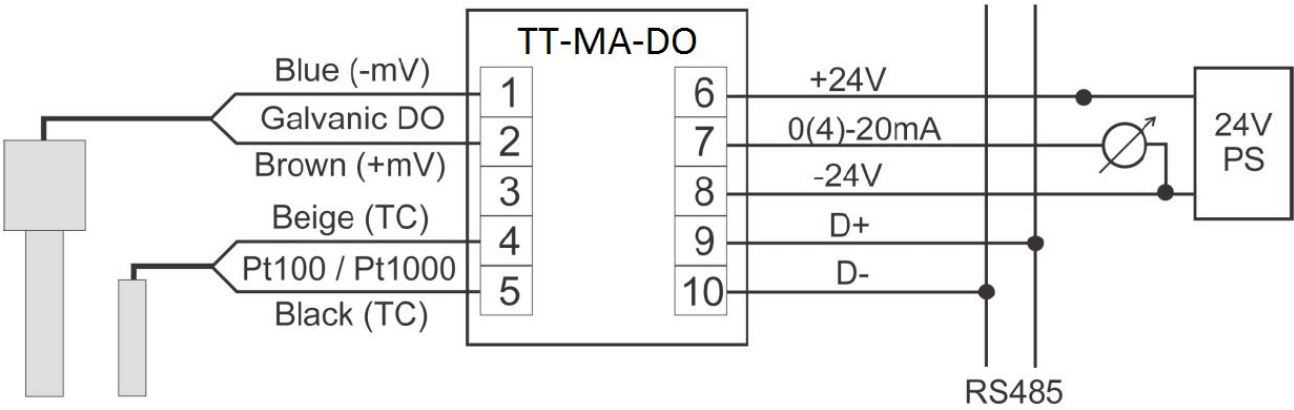 TT-MA-DO
Blue (-mV)
Galvanic DO
Brown (+mV)
Beige (TC)
Pt100 / Pt1000
Black (TC)
1
2
3
4
5
6
7
8
9
10
+24V
0(4)-20mA
-24V
D+
D-
24V
PS
RS485